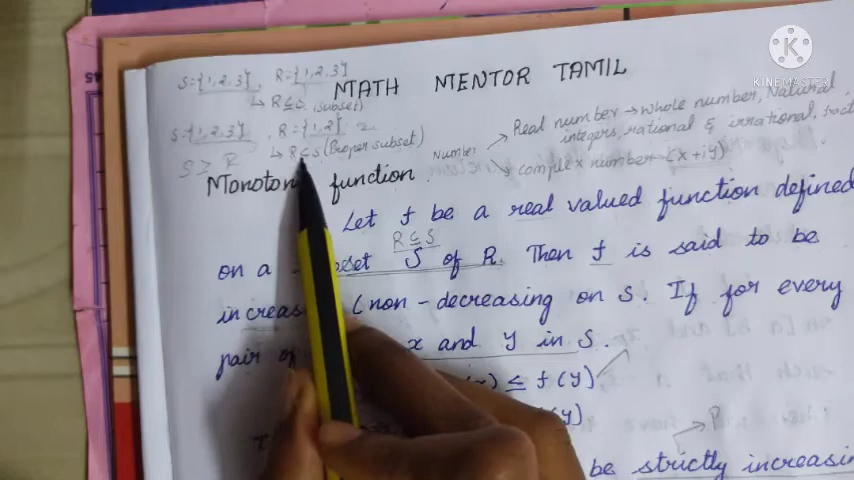 S={1,2,3}, R={1,2,3}
↳ R⊆S (subset)
MATH MENTOR TAMIL
KINEMASTER
S={1,2,3}, R={1,2}
↳ R⊂S (Proper subset)
S ≥ R
Number
Real number → whole number, Natural,
integers, rational & irrational, fract
complex number → (x+iy)
Monoton function
Let f be a real valued function defined
R⊆S
on a S of R. Then f is said to be
increas (non-decreasing on S. If for every
pair of x and y in S.
≤ f(y)
(y)
→ P
be strictly increasin